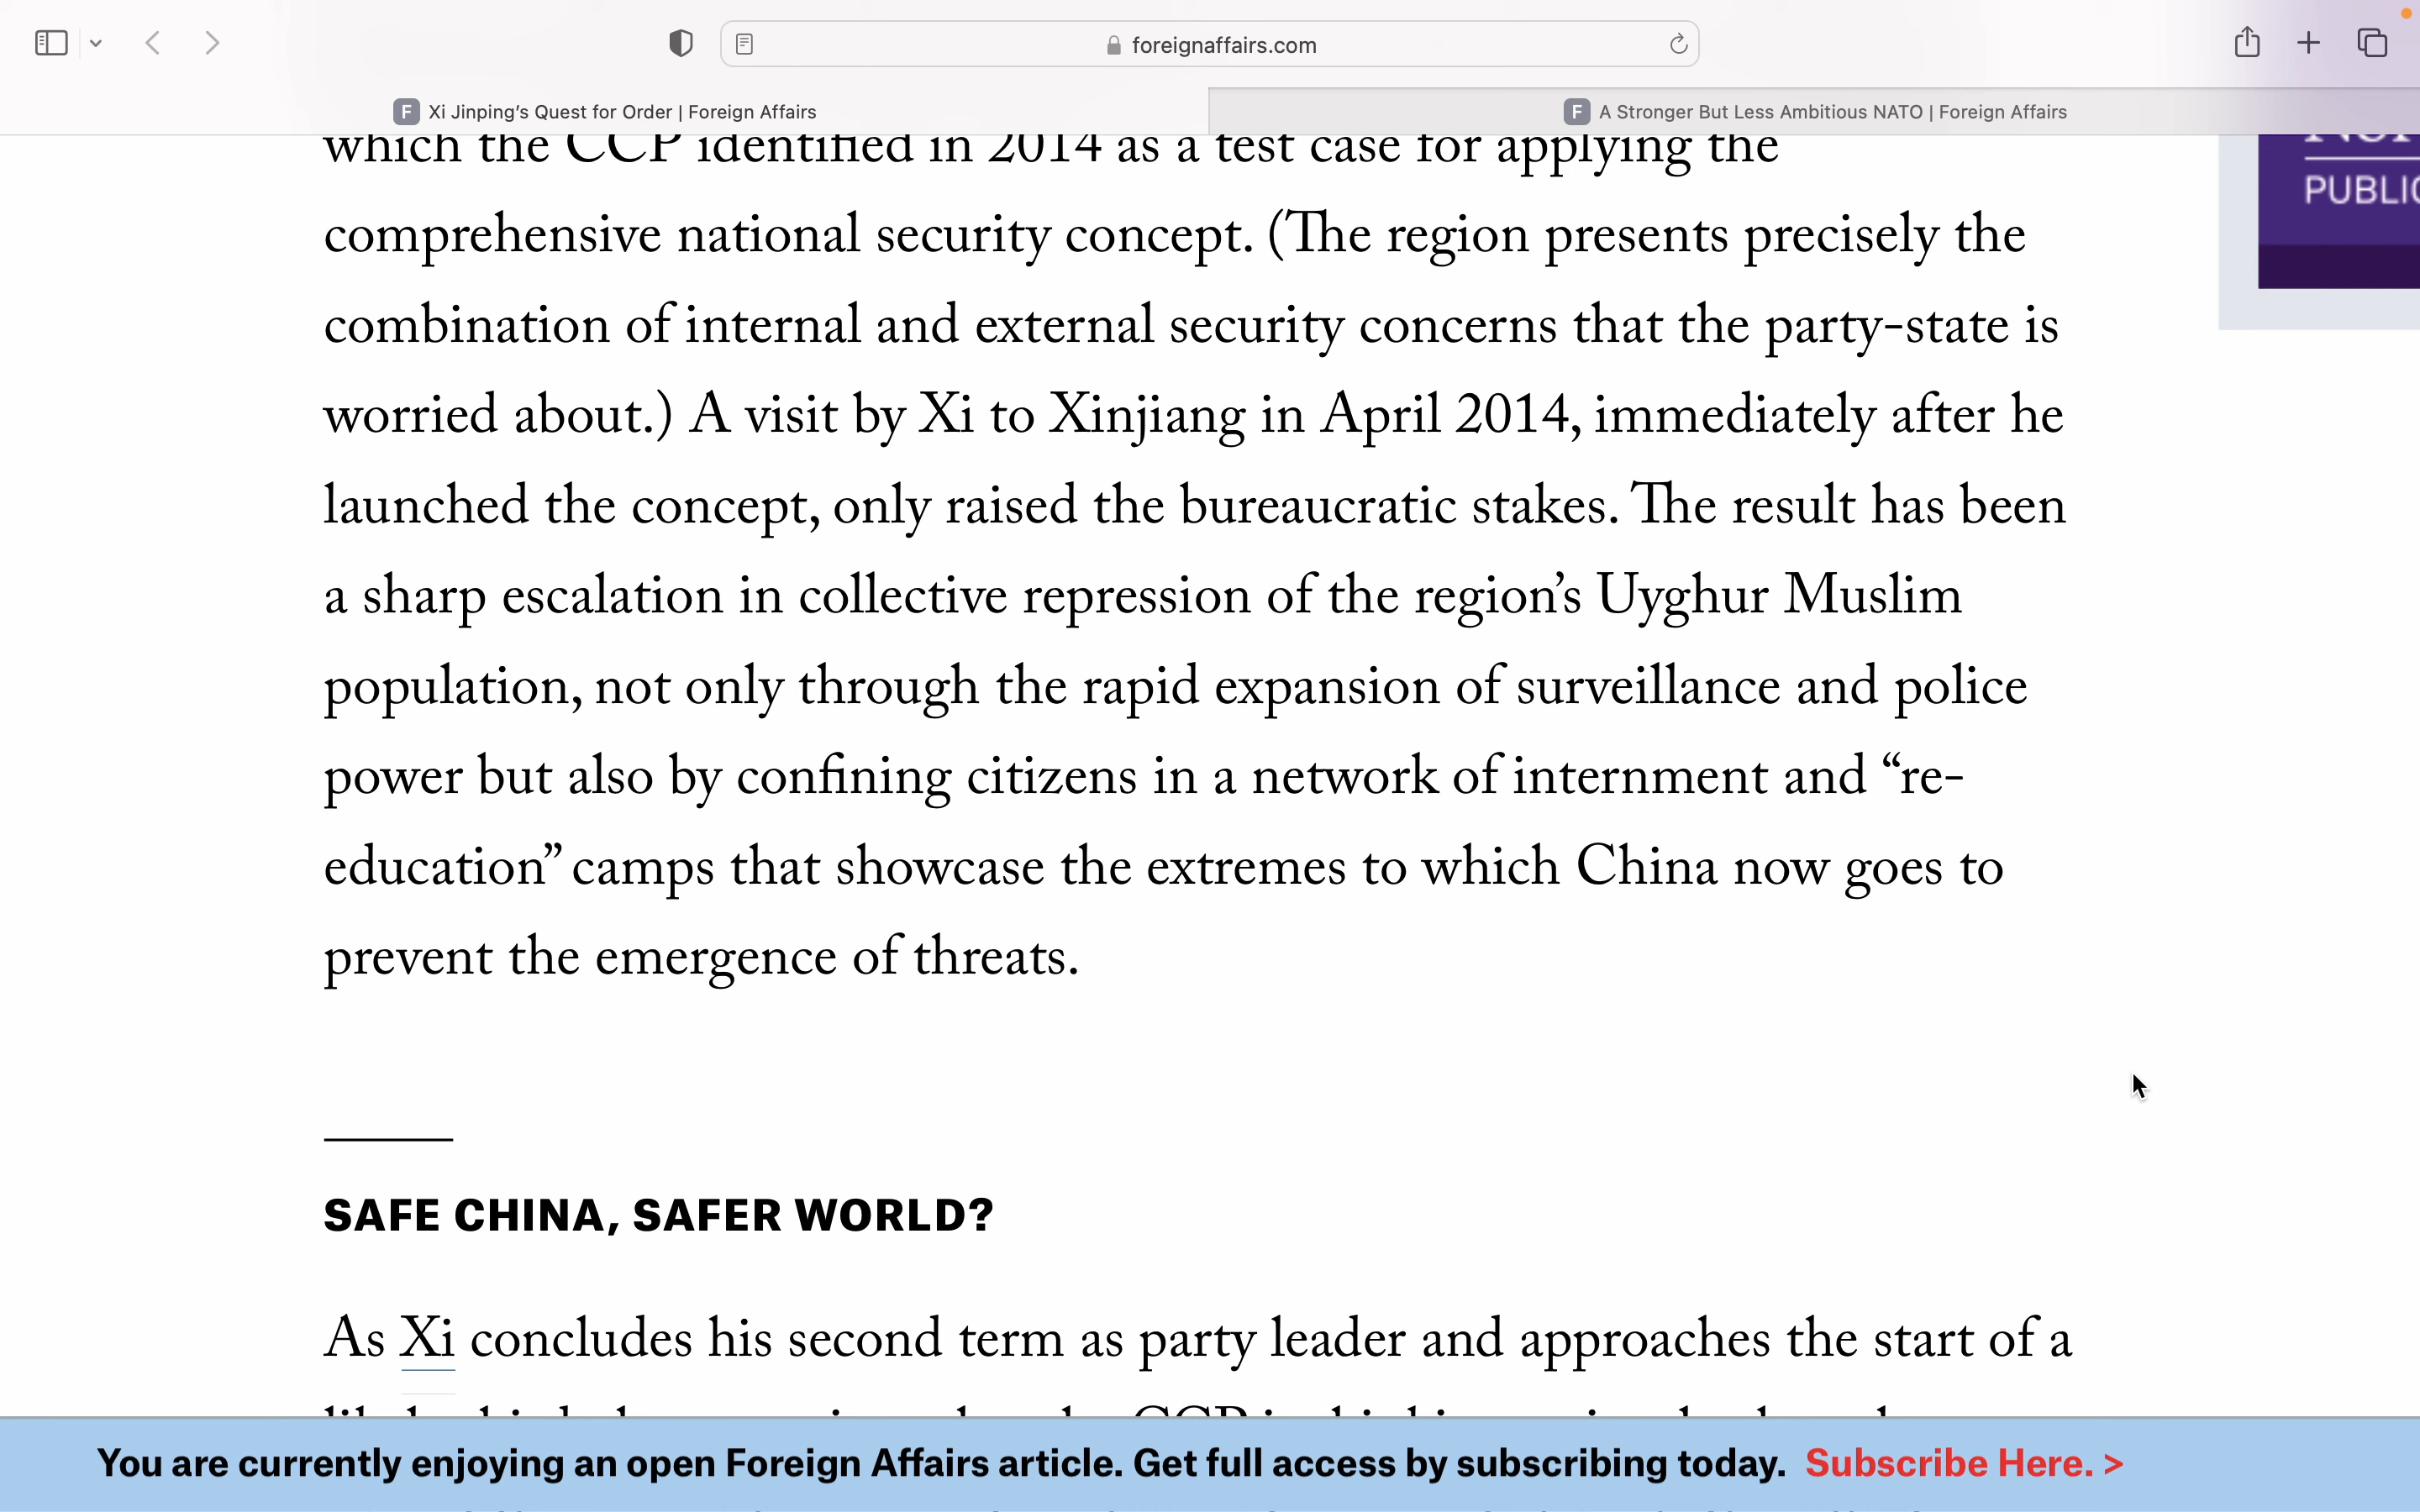 foreignaffairs.com
F Xi Jinping's Quest for Order | Foreign Affairs
F A Stronger But Less Ambitious NATO | Foreign Affairs
which the CCP identified in 2014 as a test case for applying the
comprehensive national security concept. (The region presents precisely the
combination of internal and external security concerns that the party-state is
worried about.) A visit by Xi to Xinjiang in April 2014, immediately after he
launched the concept, only raised the bureaucratic stakes. The result has been
a sharp escalation in collective repression of the region’s Uyghur Muslim
population, not only through the rapid expansion of surveillance and police
power but also by confining citizens in a network of internment and “re-
education” camps that showcase the extremes to which China now goes to
prevent the emergence of threats.
SAFE CHINA, SAFER WORLD?
As Xi concludes his second term as party leader and approaches the start of a
You are currently enjoying an open Foreign Affairs article. Get full access by subscribing today. Subscribe Here. >